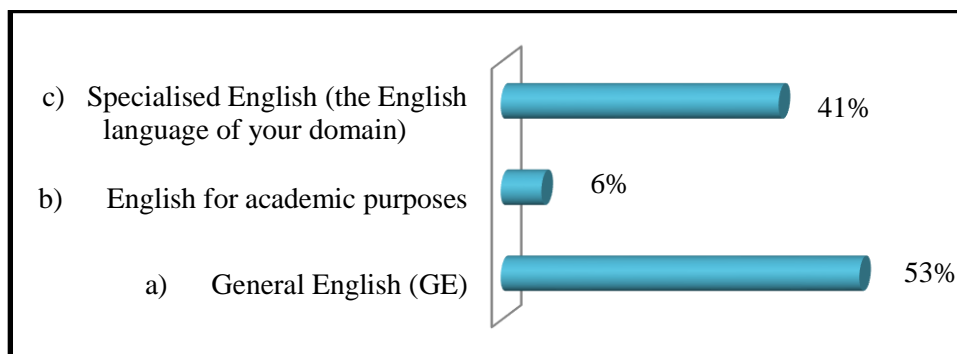 c) Specialised English (the English
language of your domain)
41%
b) English for academic purposes
6%
a) General English (GE)
53%